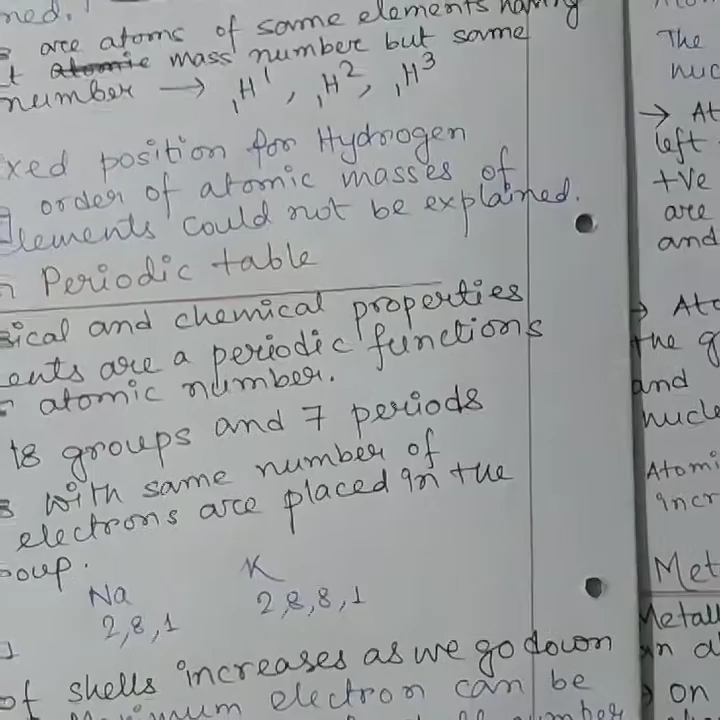 ned.
are atoms of same elements having
t atomic mass number but same
number → ₁H¹, ₁H², ₁H³
xed position for Hydrogen
order of atomic masses of
elements could not be explained.
n Periodic table
sical and chemical properties
ents are a periodic functions
atomic number.
18 groups and 7 periods
s with same number of
electrons are placed in the
oup.
Na K
2,8,1 2,8,8,1
of shells increases as we go down
electron can be
The
nuc
→ At
left
+ve
are
and
→ Ato
the g
and
nucle
Atomi
incr
Met
Metall
in a
on